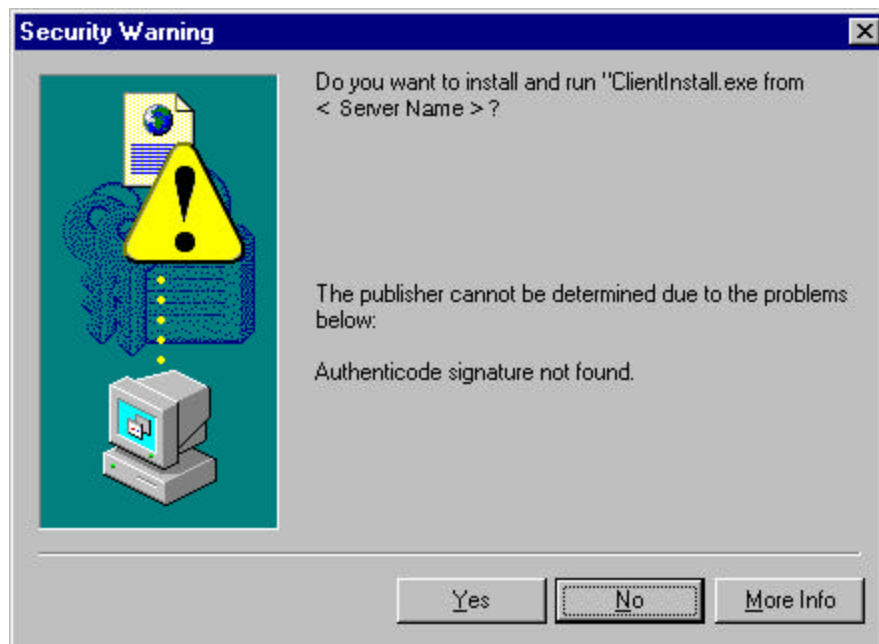 Security Warning
Do you want to install and run "ClientInstall.exe from
< Server Name > ?
The publisher cannot be determined due to the problems
below:
Authenticode signature not found.
Yes
No
More Info